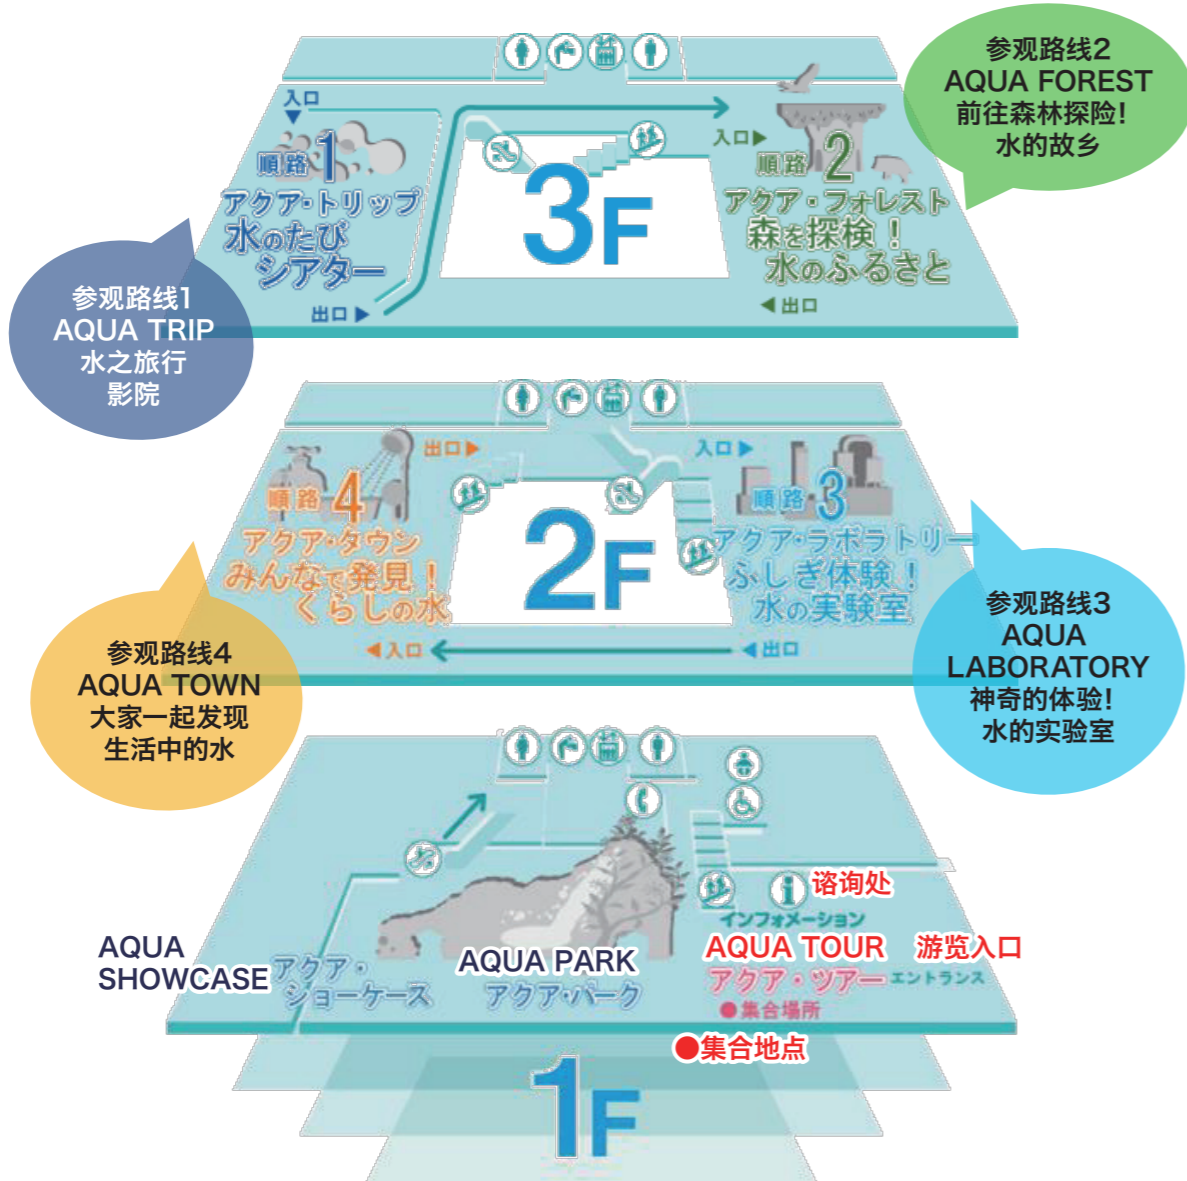 参观路线2
AQUA FOREST
前往森林探险!
水的故乡
入口
順路1
アクア・トリップ
水のたび
シアター
出口
3F
入口
順路2
アクア・フォレスト
森を探検！
水のふるさと
出口
参观路线1
AQUA TRIP
水之旅行
影院
出口
順路4
アクア・タウン
みんなで発見！
くらしの水
入口
2F
入口
順路3
アクア・ラボラトリー
ふしぎ体験！
水の実験室
出口
参观路线4
AQUA TOWN
大家一起发现
生活中的水
参观路线3
AQUA
LABORATORY
神奇的体验!
水的实验室
谘询处
インフォメーション
AQUA
SHOWCASE
アクア・
ショーケース
AQUA PARK
アクア・パーク
AQUA TOUR
游览入口
アクア・ツアー
エントランス
●集合場所
●集合地点
1F